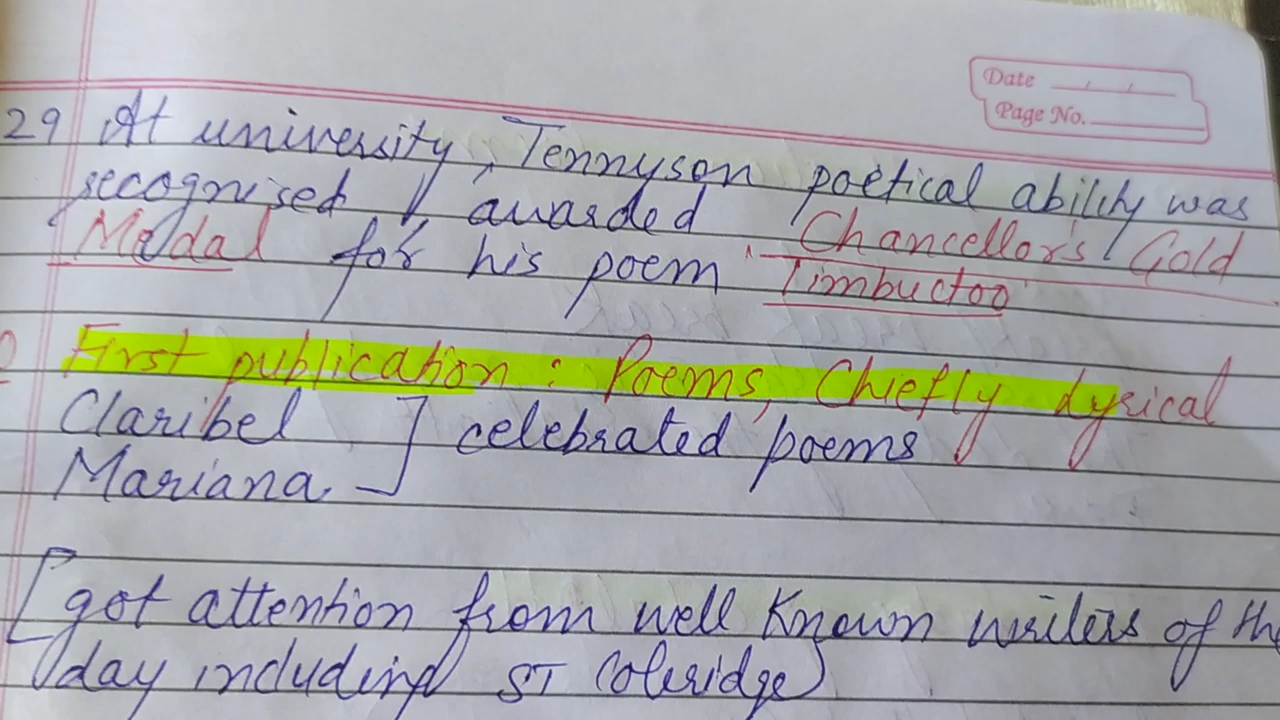 Date
Page No.
29 At university, Tennyson poetical ability was
recognised & awarded Chancellor's Gold
Medal for his poem "Timbuctoo"
0 First publication : Poems, Chiefly Lyrical
Claribel
Mariana ] celebrated poems
[got attention from well known writers of th
day including ST Coleridge]